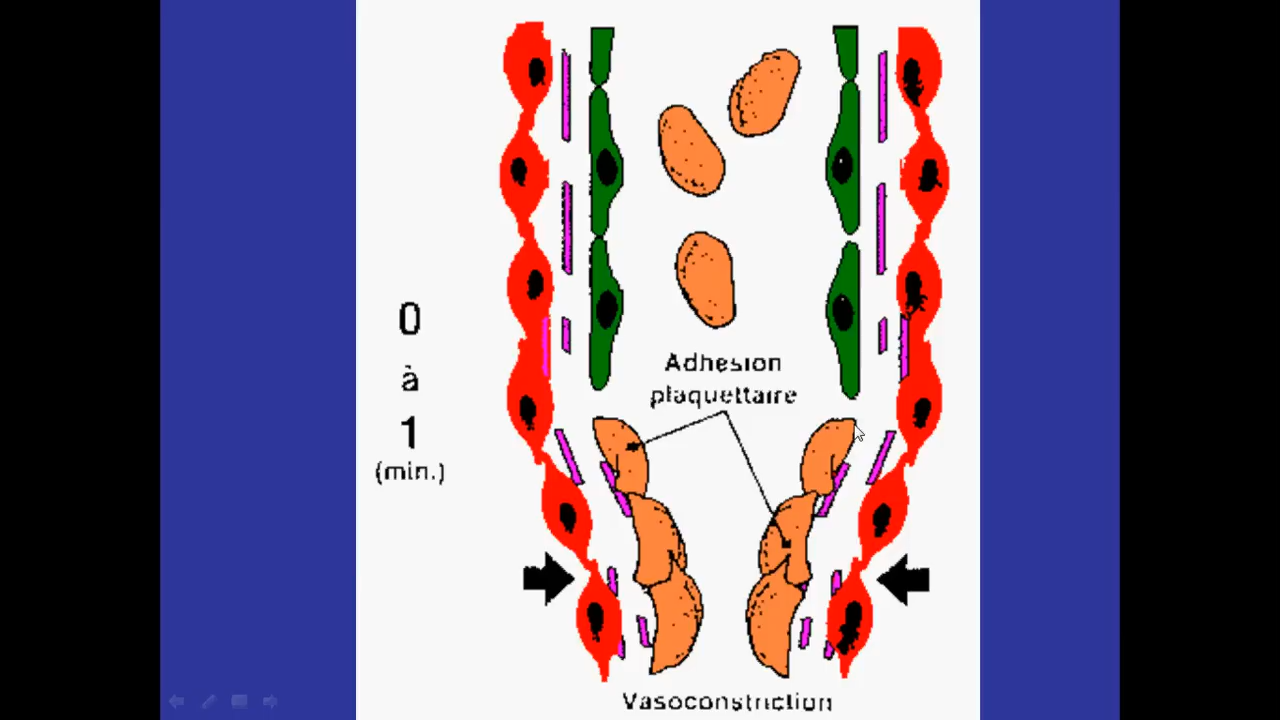 Adhesion
plaquettaire
0
à
1
(min.)
Vasoconstriction